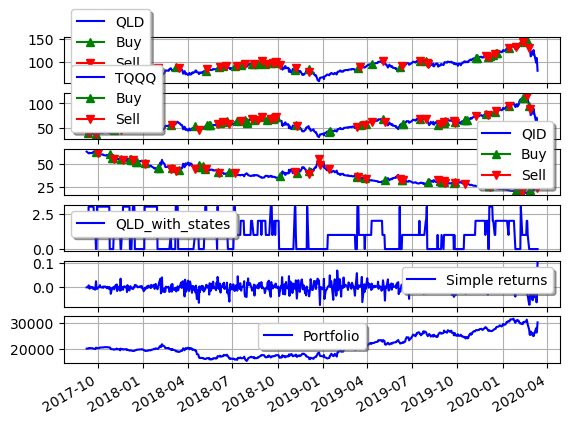 QLD
Buy
Sell
150
100
TQQQ
Buy
Sell
100
50
QID
Buy
Sell
50
25
QLD_with_states
2.5
0.0
Simple returns
0.1
0.0
Portfolio
30000
20000
2017-10
2018-01
2018-04
2018-07
2018-10
2019-01
2019-04
2019-07
2019-10
2020-01
2020-04